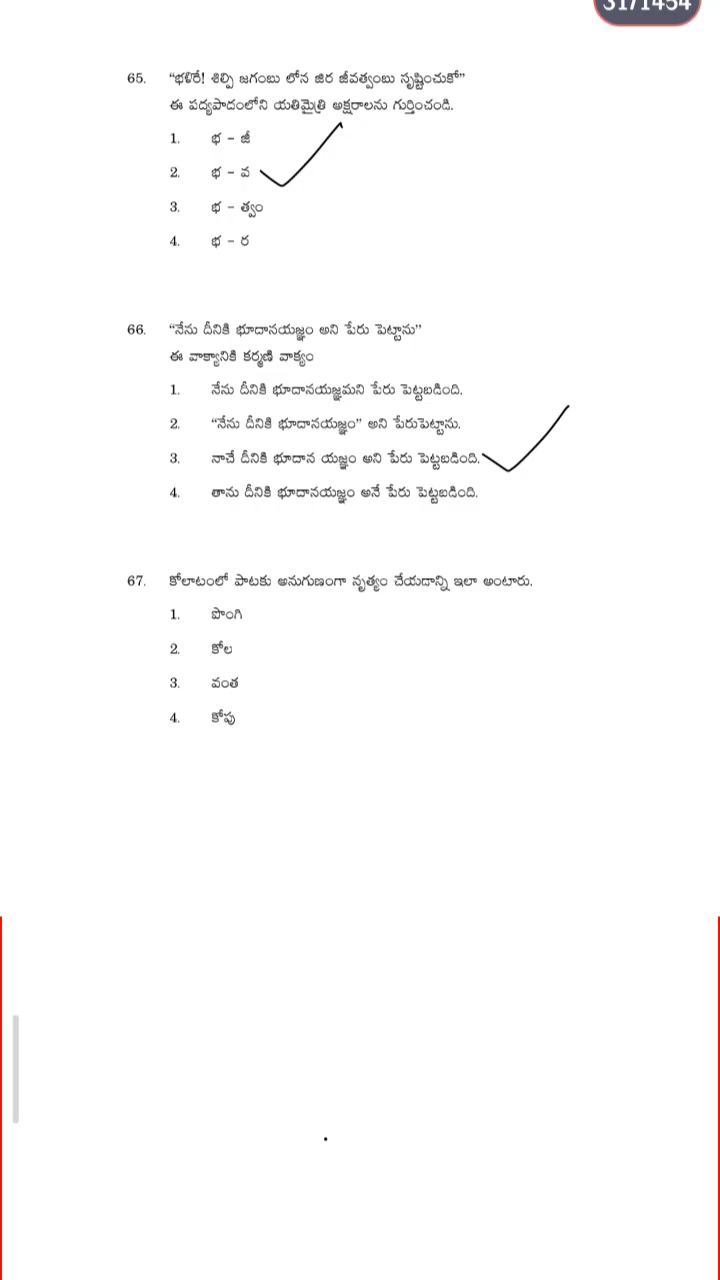 31/1454
65. “భళిరే! శిల్పి జగంబు లోన జిర జీవత్వంబు సృష్టించుకో”
ఈ పద్యపాదంలోని యతిమైత్రి అక్షరాలను గుర్తించండి.
1. భ – జీ
2. భ – వ
3. భ – త్వం
4. భ – ర
66. “నేను దీనికి భూదానయజ్ఞం అని పేరు పెట్టాను”
ఈ వాక్యానికి కర్మణి వాక్యం
1. నేను దీనికి భూదానయజ్ఞమని పేరు పెట్టబడింది.
2. “నేను దీనికి భూదానయజ్ఞం” అని పేరుపెట్టాను.
3. నాచే దీనికి భూదాన యజ్ఞం అని పేరు పెట్టబడింది.
4. తాను దీనికి భూదానయజ్ఞం అనే పేరు పెట్టబడింది.
67. కోలాటంలో పాటకు అనుగుణంగా నృత్యం చేయడాన్ని ఇలా అంటారు.
1. పొంగి
2. కోల
3. వంత
4. కోపు